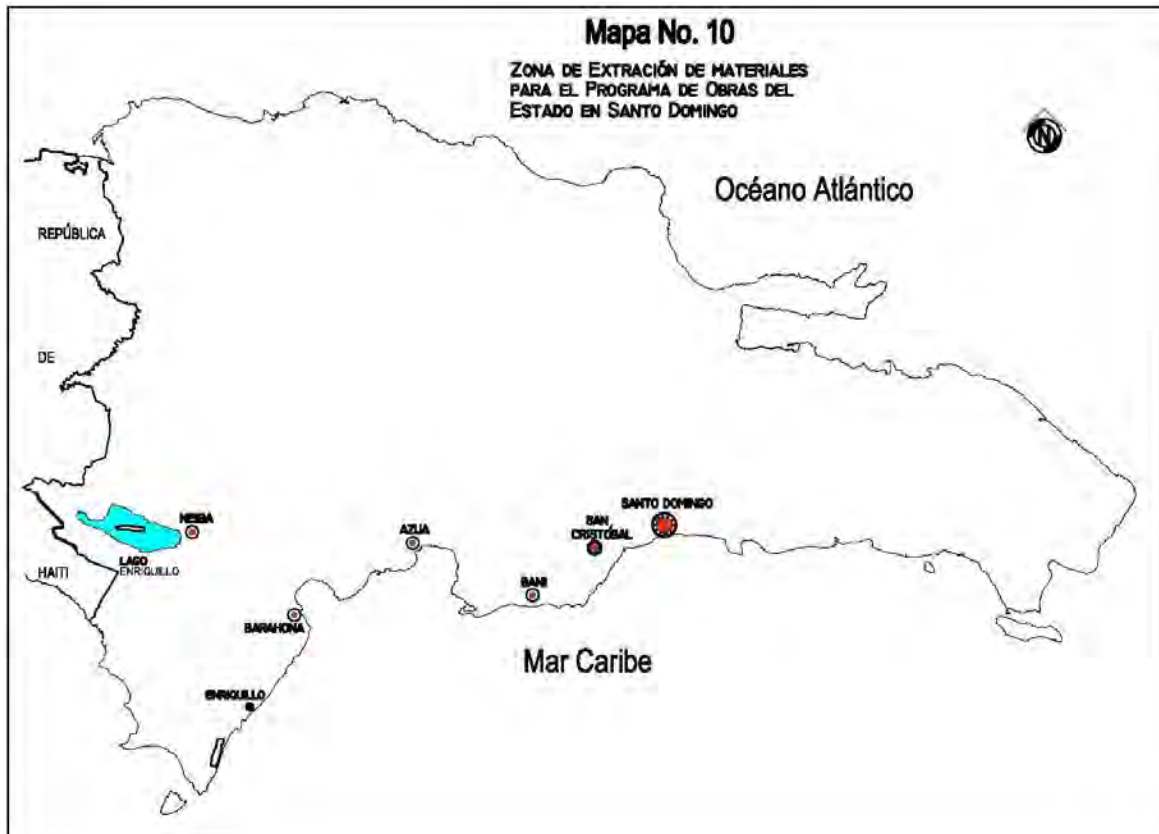 Mapa No. 10
ZONA DE EXTRACIÓN DE MATERIALES
PARA EL PROGRAMA DE OBRAS DEL
ESTADO EN SANTO DOMINGO
N
Océano Atlántico
REPÚBLICA
DE
HAITI
LAGO
ENRIQUILLO
NEIBA
AZUA
SAN
CRISTÓBAL
SANTO DOMINGO
BANI
BARAHONA
Mar Caribe
ENRIQUILLO